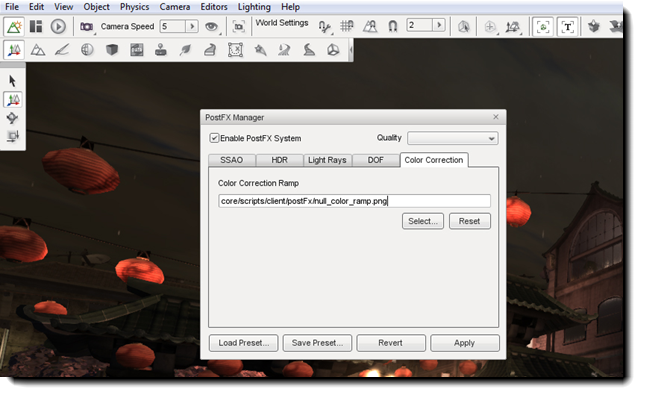 File Edit View Object Physics Camera Editors Lighting Help
Camera Speed 5 World Settings 2 T
PostFX Manager
Enable PostFX System Quality
SSAO HDR Light Rays DOF Color Correction
Color Correction Ramp
core/scripts/client/postFx/null_color_ramp.png
Select... Reset
Load Preset... Save Preset... Revert Apply